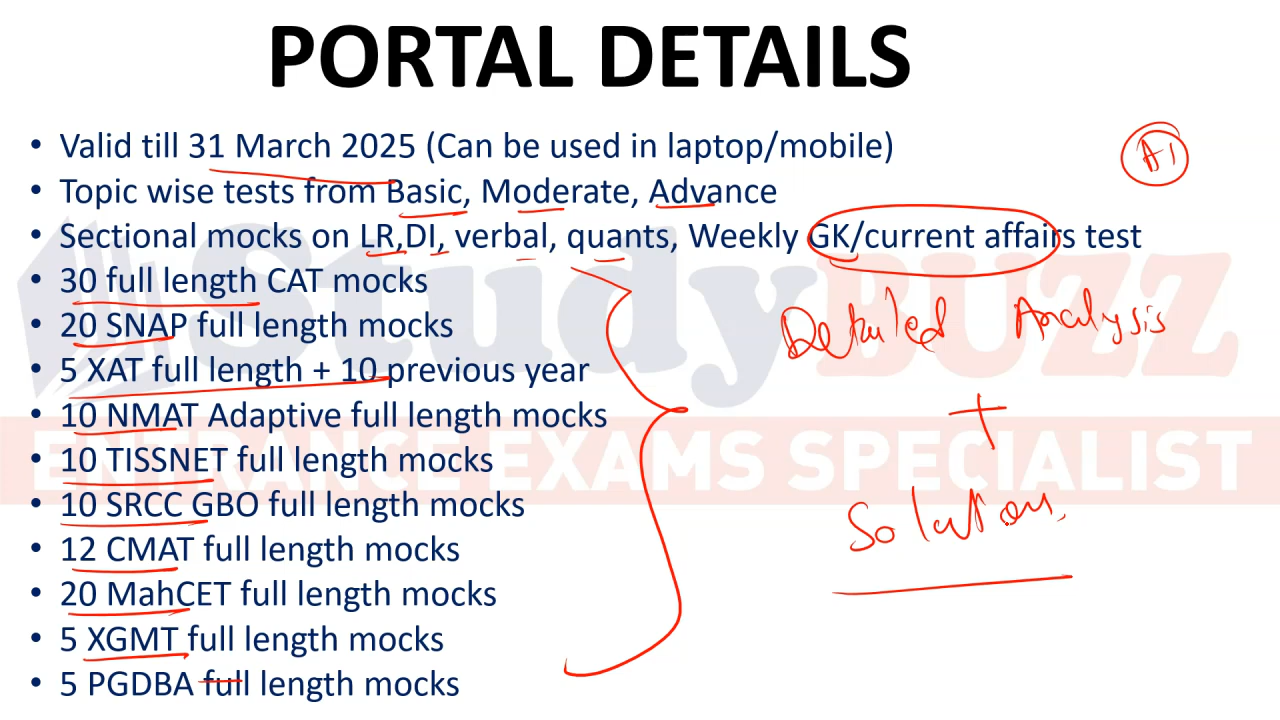 PORTAL DETAILS
• Valid till 31 March 2025 (Can be used in laptop/mobile)
A1
• Topic wise tests from Basic, Moderate, Advance
• Sectional mocks on LR,DI, verbal, quants, Weekly GK/current affairs test
• 30 full length CAT mocks
• 20 SNAP full length mocks
Detailed Analysis
• 5 XAT full length + 10 previous year
+
• 10 NMAT Adaptive full length mocks
• 10 TISSNET full length mocks
• 10 SRCC GBO full length mocks
Solution.
• 12 CMAT full length mocks
• 20 MahCET full length mocks
• 5 XGMT full length mocks
• 5 PGDBA full length mocks
StudyBUZZ
ENTRANCE EXAMS SPECIALIST